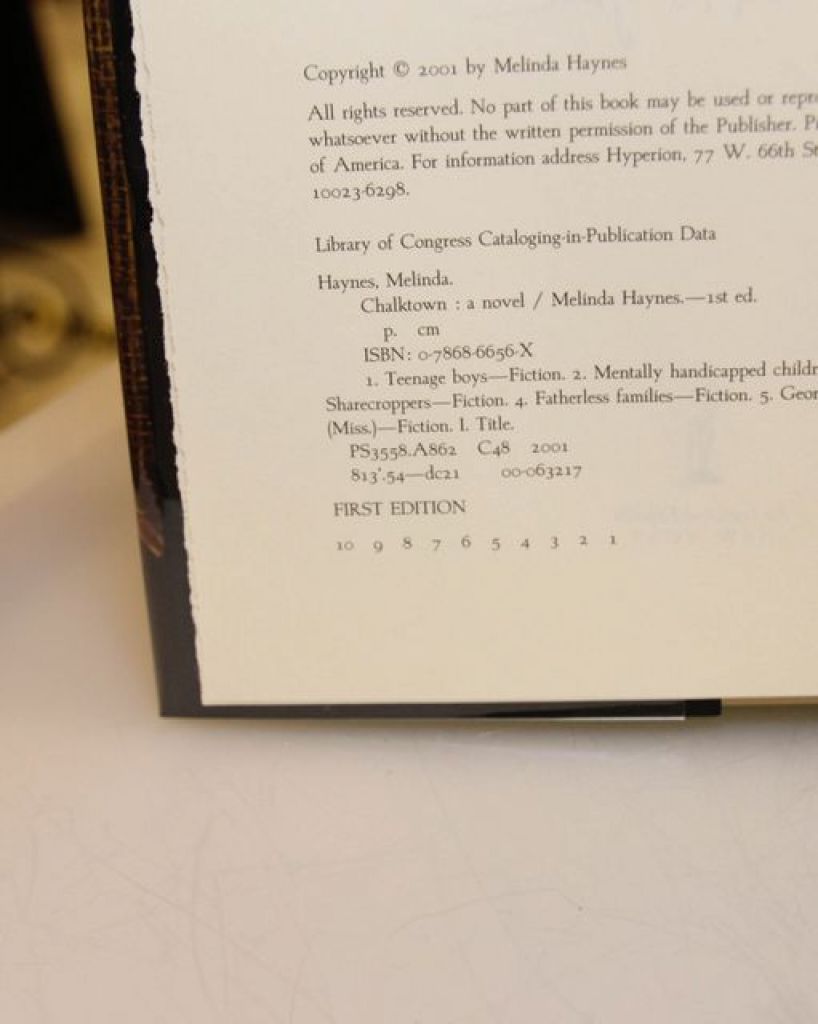 Copyright © 2001 by Melinda Haynes
All rights reserved. No part of this book may be used or repro
whatsoever without the written permission of the Publisher. P
of America. For information address Hyperion, 77 W. 66th S
10023-6298.
Library of Congress Cataloging-in-Publication Data
Haynes, Melinda.
Chalktown : a novel / Melinda Haynes.—1st ed.
p. cm
ISBN: 0-7868-6656-X
1. Teenage boys—Fiction. 2. Mentally handicapped childr
Sharecroppers—Fiction. 4. Fatherless families—Fiction. 5. Geor
(Miss.)—Fiction. I. Title.
PS3558.A862 C48 2001
813'.54—dc21 00-063217
FIRST EDITION
10 9 8 7 6 5 4 3 2 1